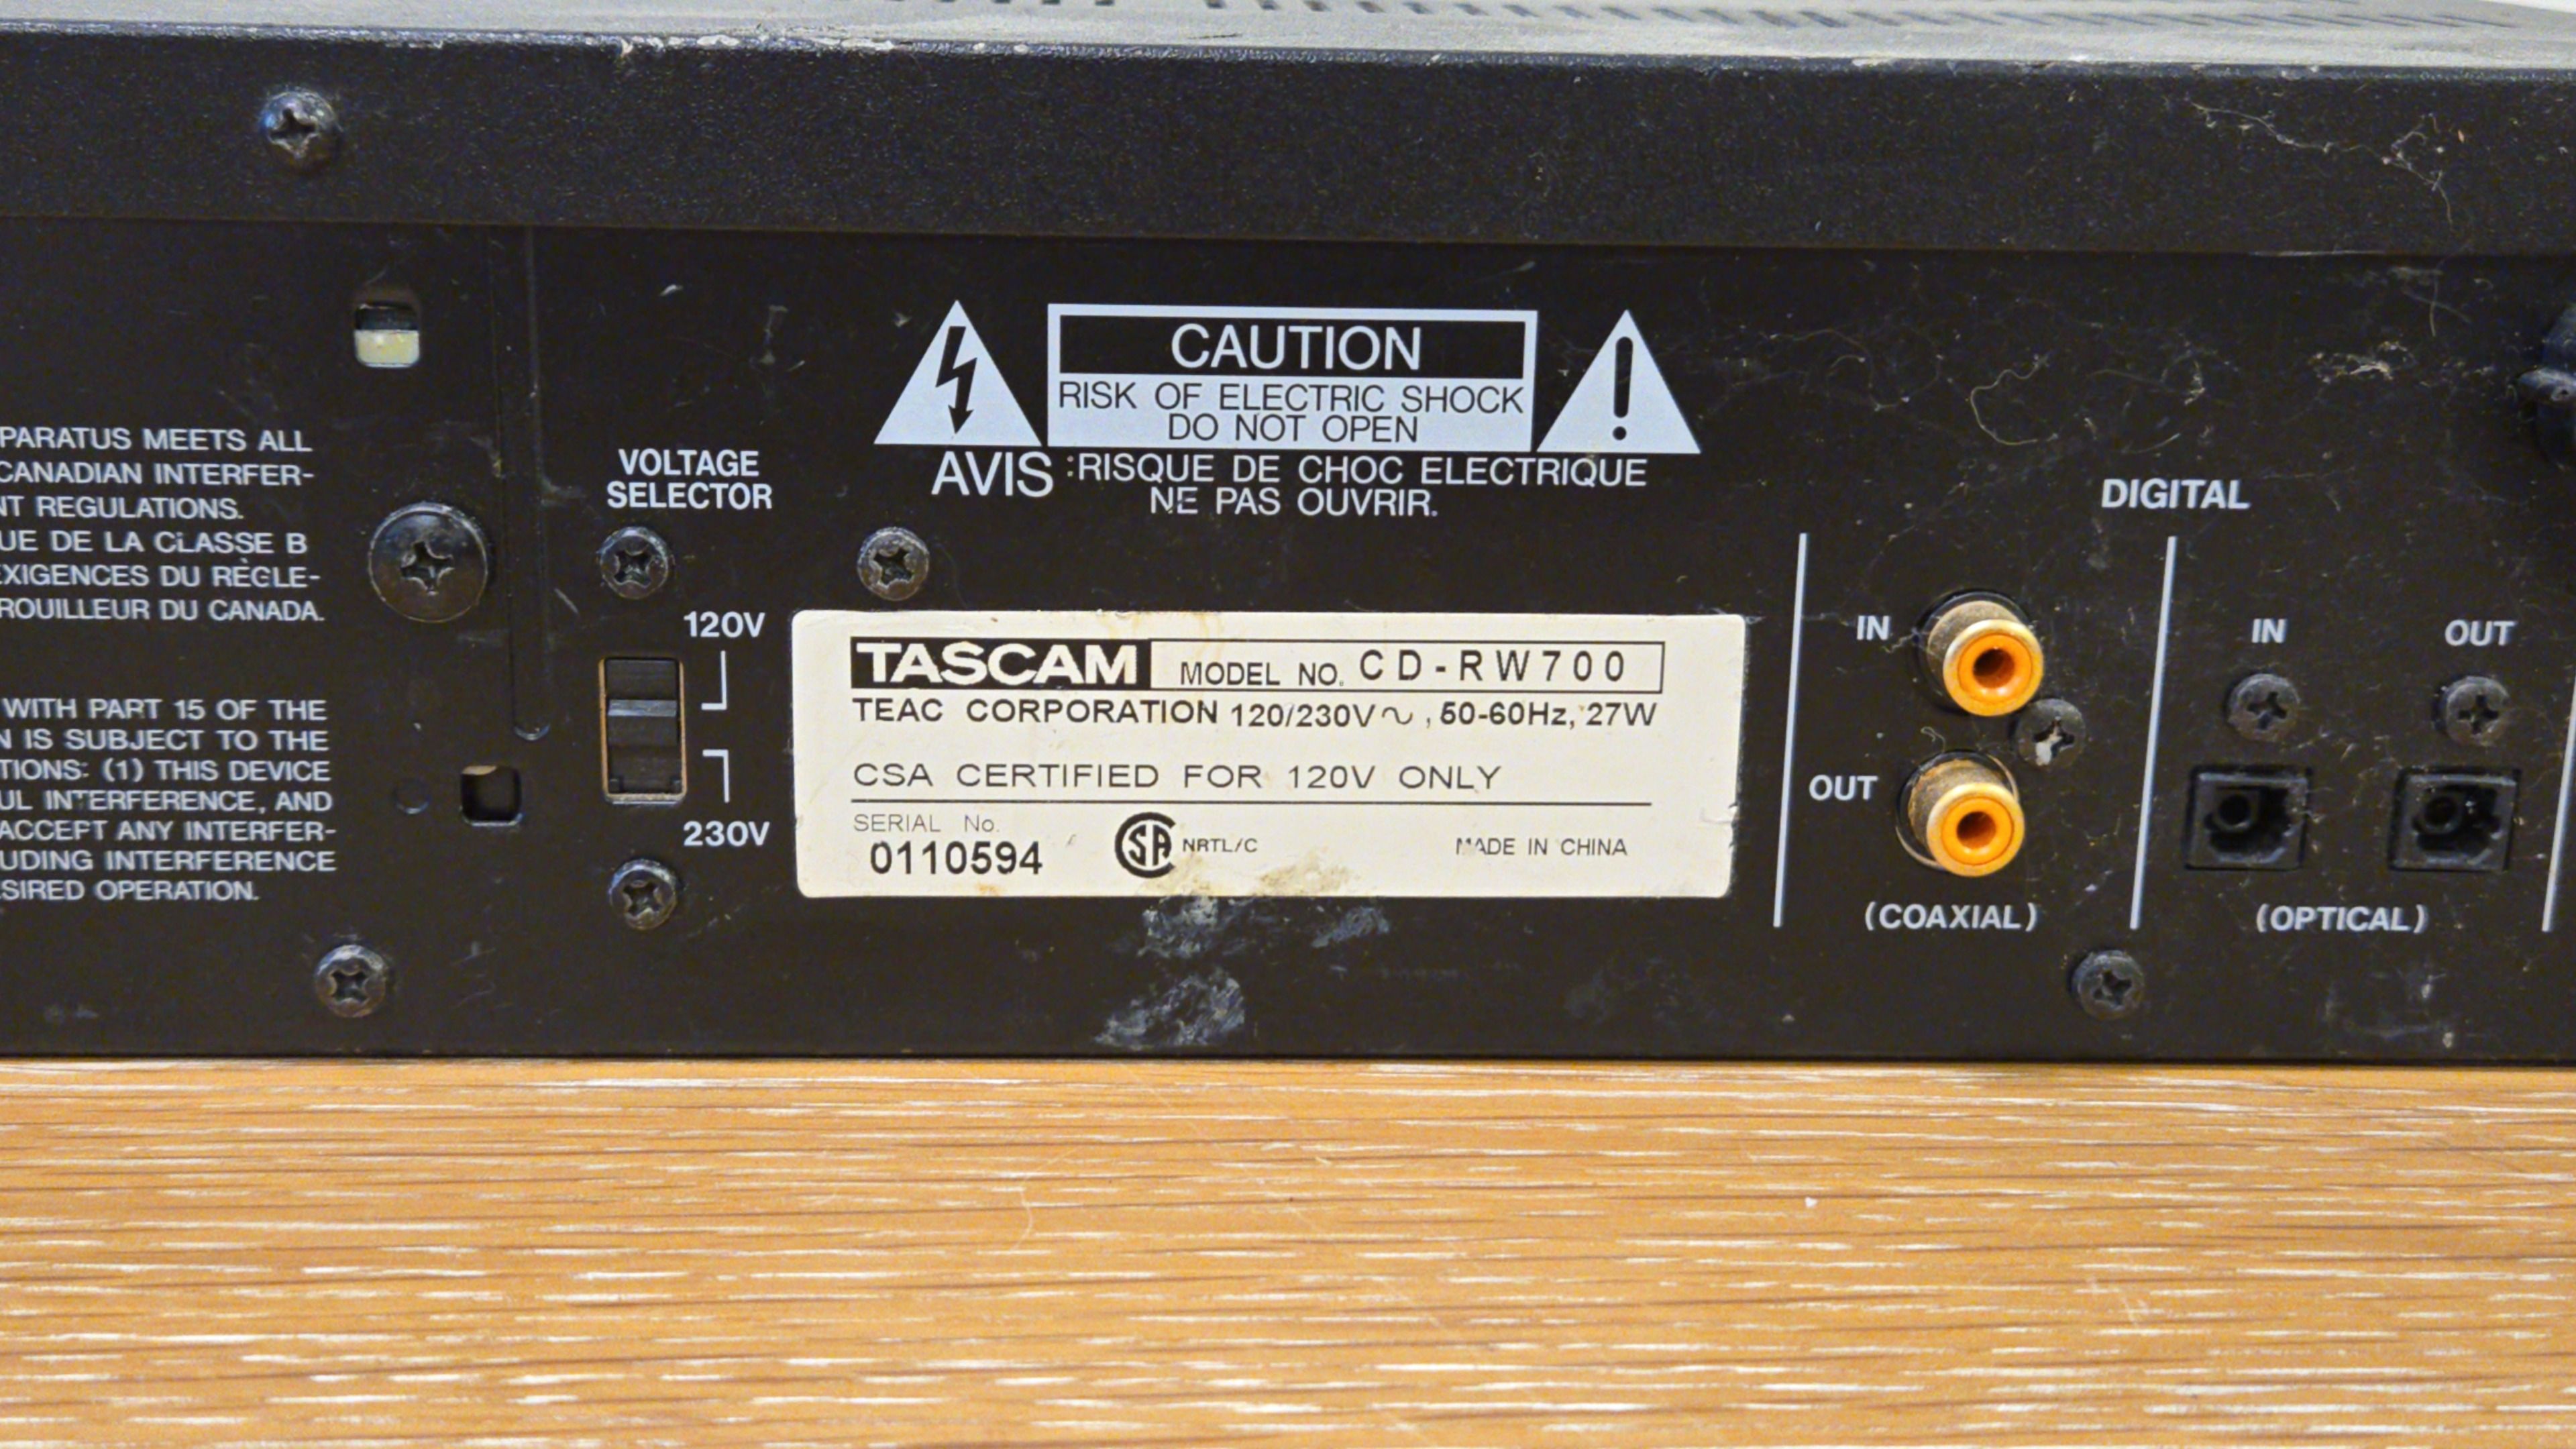 PARATUS MEETS ALL
CANADIAN INTERFER-
NT REGULATIONS.
UE DE LA CLASSE B
EXIGENCES DU RÈGLE-
ROUILLEUR DU CANADA.
WITH PART 15 OF THE
N IS SUBJECT TO THE
TIONS: (1) THIS DEVICE
UL INTERFERENCE, AND
ACCEPT ANY INTERFER-
UDING INTERFERENCE
SIRED OPERATION.
VOLTAGE
SELECTOR
120V
230V
CAUTION
RISK OF ELECTRIC SHOCK
DO NOT OPEN
AVIS :RISQUE DE CHOC ELECTRIQUE
NE PAS OUVRIR.
TASCAM MODEL NO. CD-RW700
TEAC CORPORATION 120/230V~, 50-60Hz, 27W
CSA CERTIFIED FOR 120V ONLY
SERIAL No.
0110594
SA NRTL/C
MADE IN CHINA
DIGITAL
IN
OUT
(COAXIAL)
IN OUT
(OPTICAL)